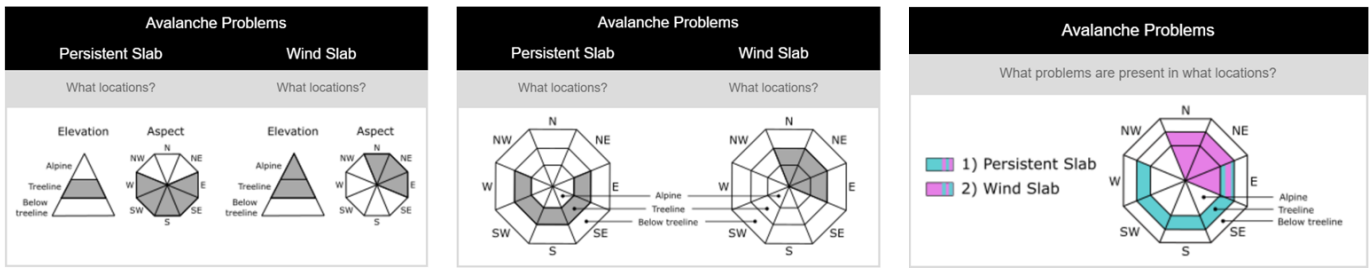 Avalanche Problems
Persistent Slab Wind Slab
What locations? What locations?
Elevation Aspect Elevation Aspect
N N
NW NE NW NE
Alpine Alpine
Treeline W E Treeline W E
Below treeline SW SE Below treeline SW SE
S S
Avalanche Problems
Persistent Slab Wind Slab
What locations? What locations?
N N
NW NE NW NE
W E W E
Alpine
Treeline
Below treeline
SW SE SW SE
S S
Avalanche Problems
What problems are present in what locations?
N
NW NE
1) Persistent Slab
2) Wind Slab
W E
Alpine
Treeline
Below treeline
SW SE
S